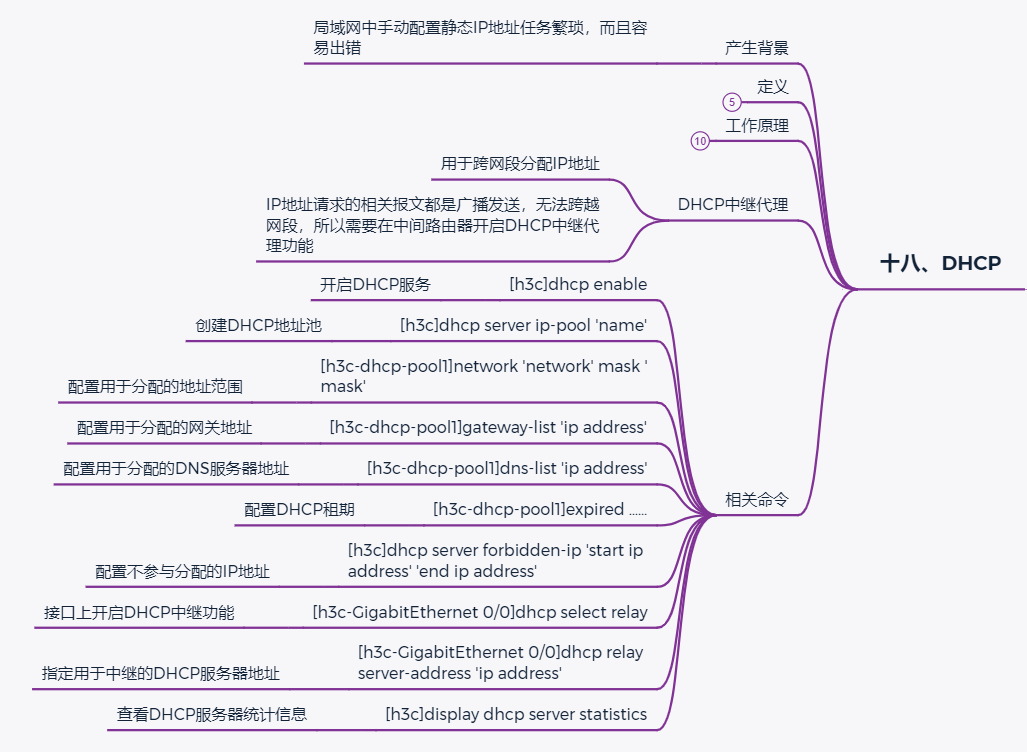 十八、DHCP
产生背景
局域网中手动配置静态IP地址任务繁琐，而且容
易出错
定义
5
工作原理
10
DHCP中继代理
用于跨网段分配IP地址
IP地址请求的相关报文都是广播发送，无法跨越
网段，所以需要在中间路由器开启DHCP中继代
理功能
相关命令
[h3c]dhcp enable
开启DHCP服务
[h3c]dhcp server ip-pool 'name'
创建DHCP地址池
[h3c-dhcp-pool1]network 'network' mask '
mask'
配置用于分配的地址范围
[h3c-dhcp-pool1]gateway-list 'ip address'
配置用于分配的网关地址
[h3c-dhcp-pool1]dns-list 'ip address'
配置用于分配的DNS服务器地址
[h3c-dhcp-pool1]expired ......
配置DHCP租期
[h3c]dhcp server forbidden-ip 'start ip
address' 'end ip address'
配置不参与分配的IP地址
[h3c-GigabitEthernet 0/0]dhcp select relay
接口上开启DHCP中继功能
[h3c-GigabitEthernet 0/0]dhcp relay
server-address 'ip address'
指定用于中继的DHCP服务器地址
[h3c]display dhcp server statistics
查看DHCP服务器统计信息